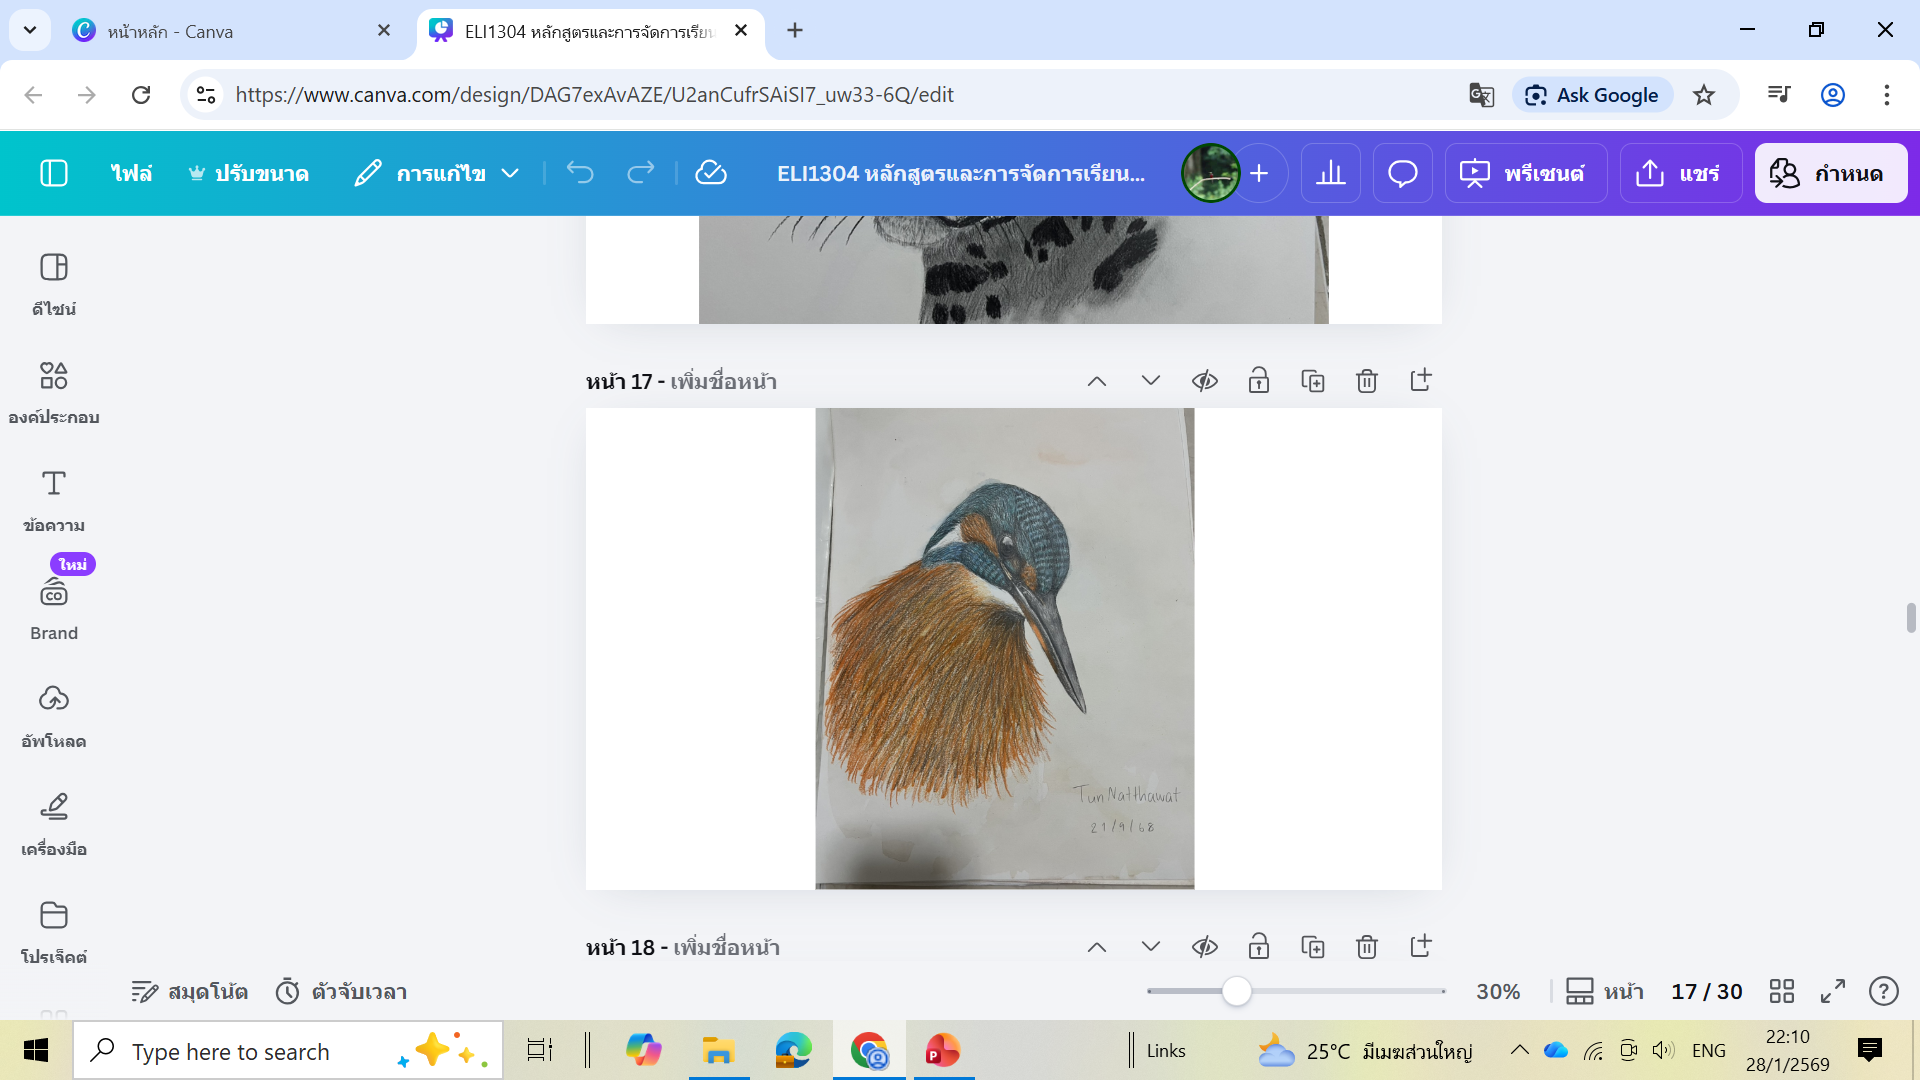 หน้าหลัก - Canva
ELI1304 หลักสูตรและการจัดการเรียน
https://www.canva.com/design/DAG7exAvAZE/U2anCufrSAiSI7_uw33-6Q/edit
Ask Google
ไฟล์
ปรับขนาด
การแก้ไข
ELI1304 หลักสูตรและการจัดการเรียน...
พรีเซนต์
แชร์
กำหนด
ดีไซน์
องค์ประกอบ
ข้อความ
ใหม่
Brand
อัพโหลด
เครื่องมือ
โปรเจ็คต์
หน้า 17 - เพิ่มชื่อหน้า
Tun Natthawat
21/9/68
หน้า 18 - เพิ่มชื่อหน้า
สมุดโน้ต
ตัวจับเวลา
30%
หน้า
17 / 30
Type here to search
Links
25°C มีเมฆส่วนใหญ่
ENG
22:10
28/1/2569